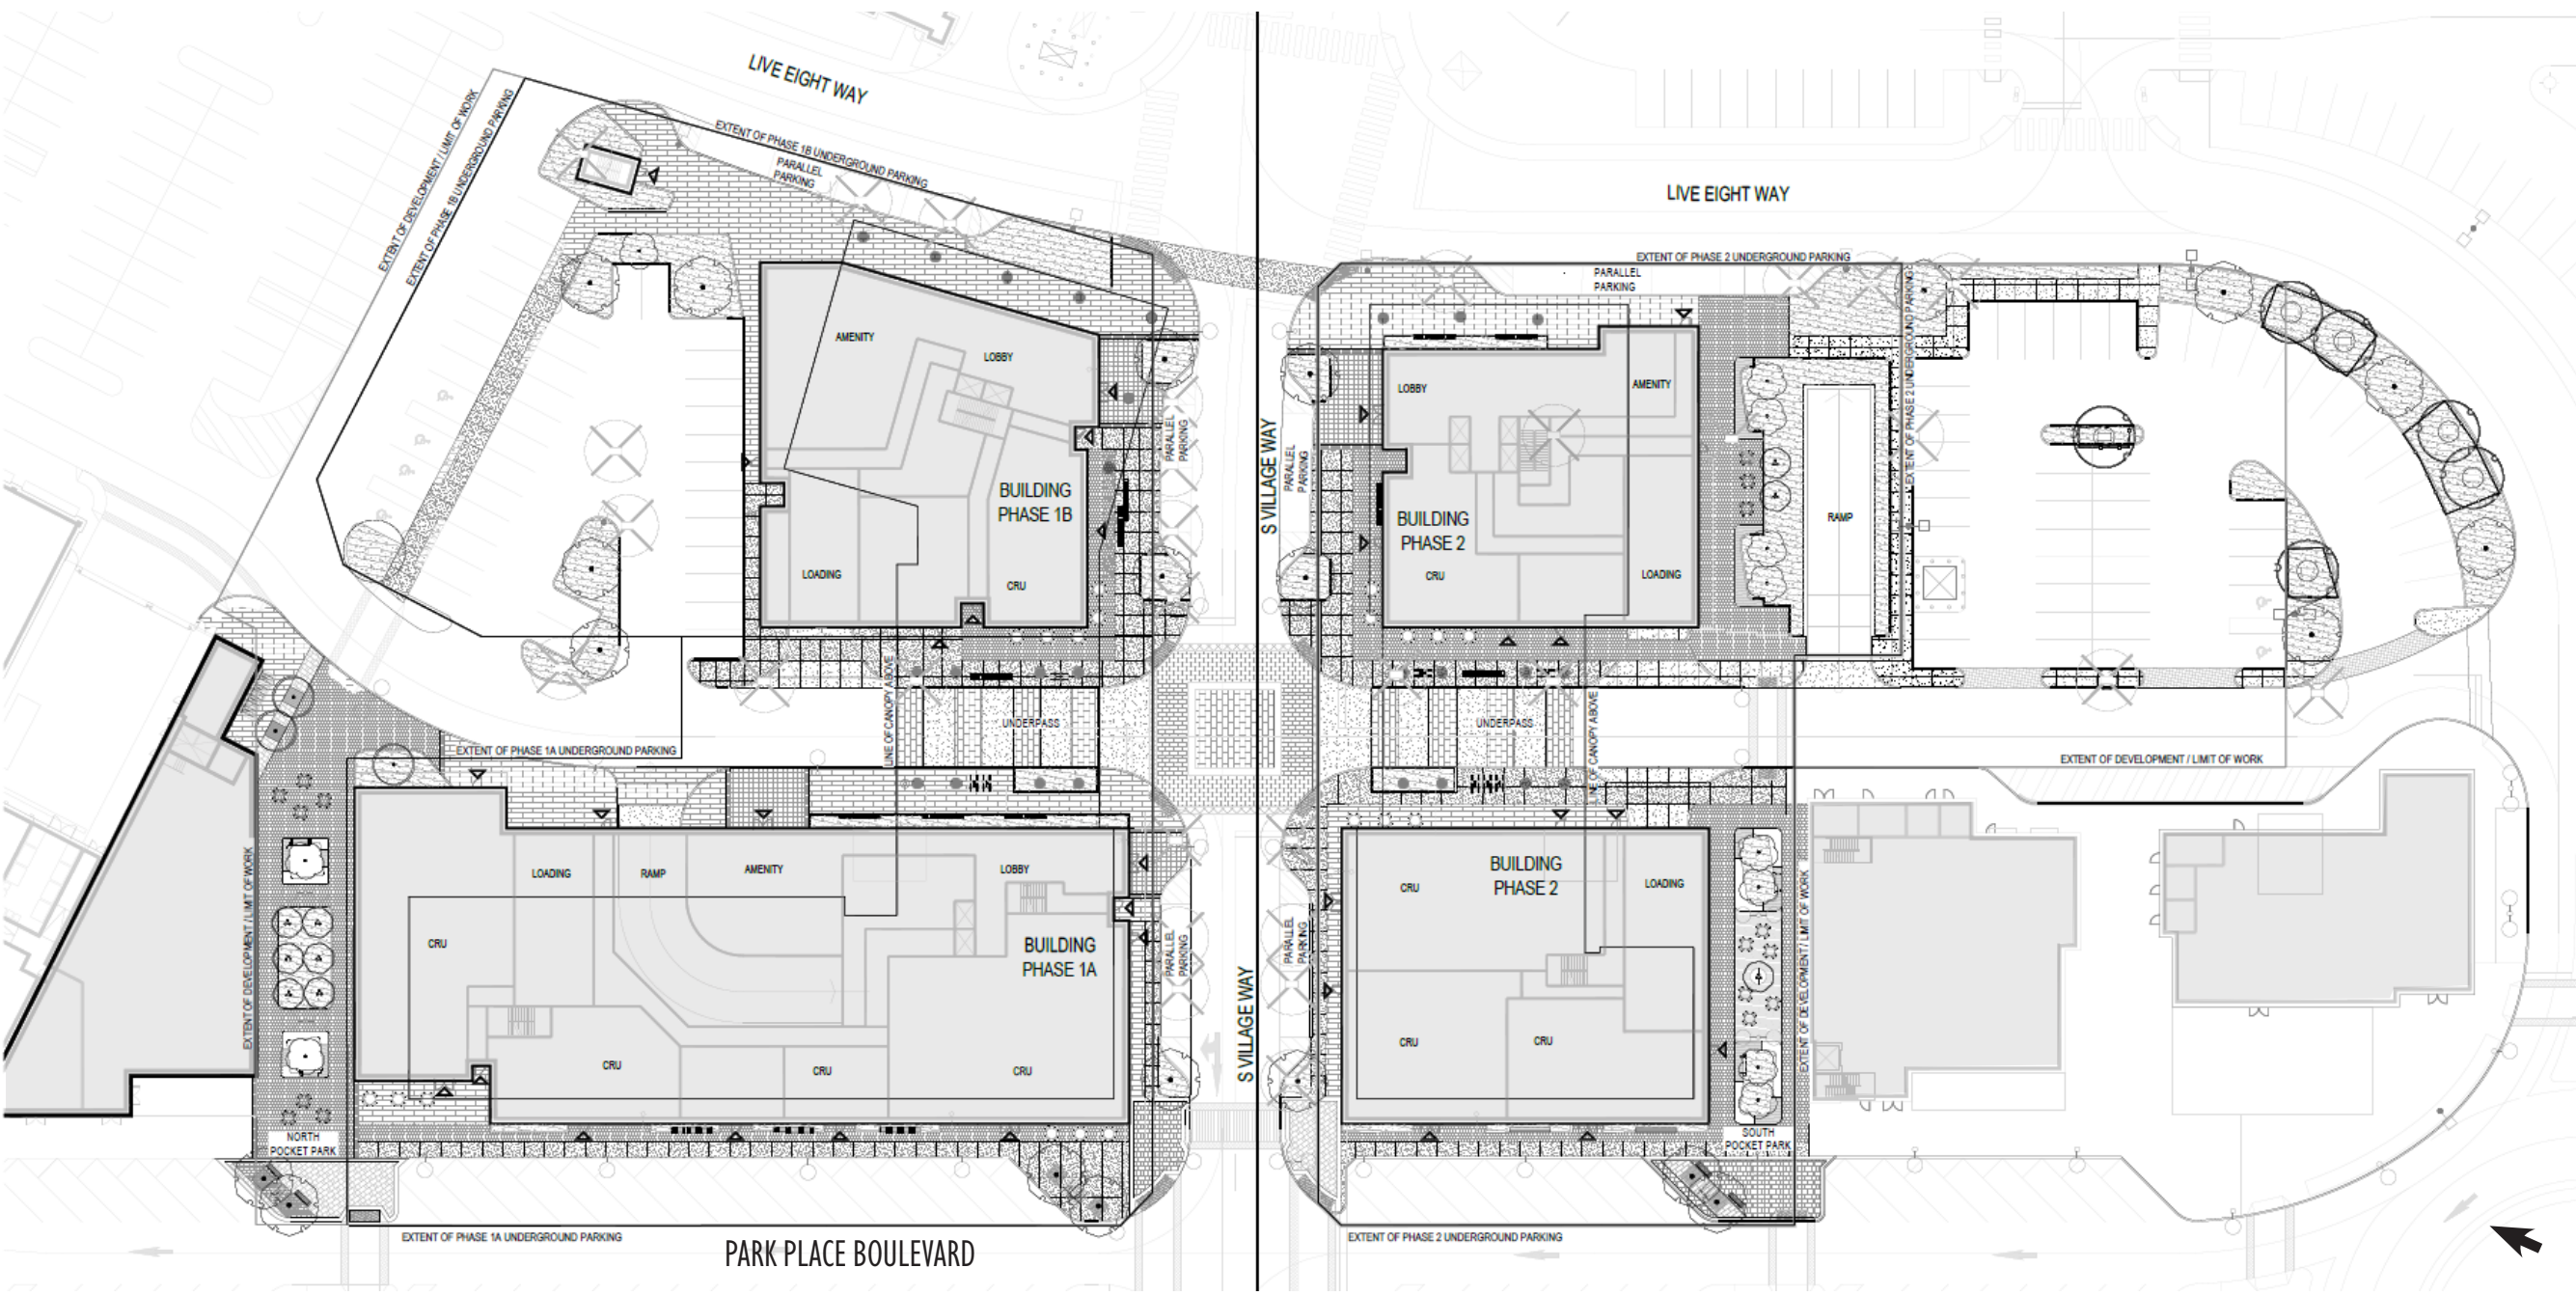 LIVE EIGHT WAY
EXTENT OF DEVELOPMENT / LIMIT OF WORK
EXTENT OF PHASE 1B UNDERGROUND PARKING
EXTENT OF PHASE 1B UNDERGROUND PARKING
PARALLEL
PARKING
LIVE EIGHT WAY
EXTENT OF PHASE 2 UNDERGROUND PARKING
PARALLEL
PARKING
AMENITY
LOBBY
LOBBY
AMENITY
EXTENT OF PHASE 2 UNDERGROUND PARKING
PARALLEL
PARKING
S VILLAGE WAY
PARALLEL
PARKING
BUILDING
PHASE 1B
LOADING
CRU
BUILDING
PHASE 2
CRU
LOADING
RAMP
EXTENT OF PHASE 1A UNDERGROUND PARKING
LINE OF CANOPY ABOVE
UNDERPASS
UNDERPASS
LINE OF CANOPY ABOVE
EXTENT OF DEVELOPMENT / LIMIT OF WORK
LOADING
RAMP
AMENITY
LOBBY
CRU
BUILDING
PHASE 1A
CRU
CRU
CRU
EXTENT OF DEVELOPMENT / LIMIT OF WORK
PARALLEL
PARKING
S VILLAGE WAY
PARALLEL
PARKING
BUILDING
PHASE 2
CRU
LOADING
CRU
CRU
EXTENT OF DEVELOPMENT / LIMIT OF WORK
NORTH
POCKET PARK
SOUTH
POCKET PARK
EXTENT OF PHASE 1A UNDERGROUND PARKING
PARK PLACE BOULEVARD
EXTENT OF PHASE 2 UNDERGROUND PARKING